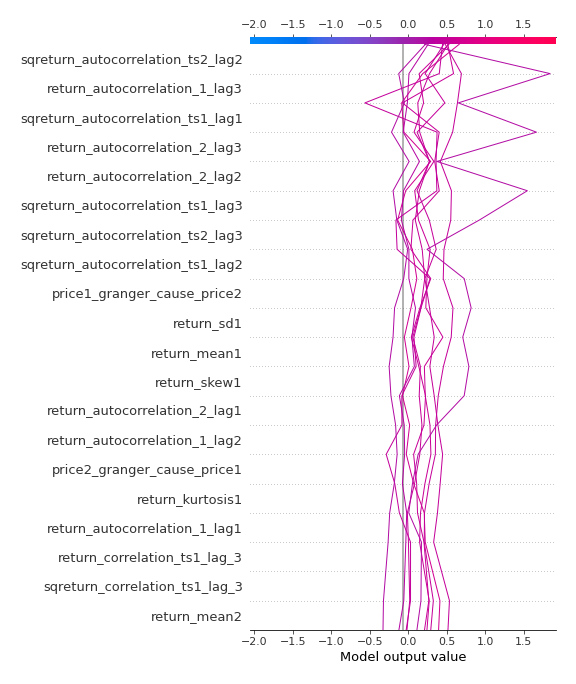 −2.0 −1.5 −1.0 −0.5 0.0 0.5 1.0 1.5
sqreturn_autocorrelation_ts2_lag2
return_autocorrelation_1_lag3
sqreturn_autocorrelation_ts1_lag1
return_autocorrelation_2_lag3
return_autocorrelation_2_lag2
sqreturn_autocorrelation_ts1_lag3
sqreturn_autocorrelation_ts2_lag3
sqreturn_autocorrelation_ts1_lag2
price1_granger_cause_price2
return_sd1
return_mean1
return_skew1
return_autocorrelation_2_lag1
return_autocorrelation_1_lag2
price2_granger_cause_price1
return_kurtosis1
return_autocorrelation_1_lag1
return_correlation_ts1_lag_3
sqreturn_correlation_ts1_lag_3
return_mean2
−2.0 −1.5 −1.0 −0.5 0.0 0.5 1.0 1.5
Model output value